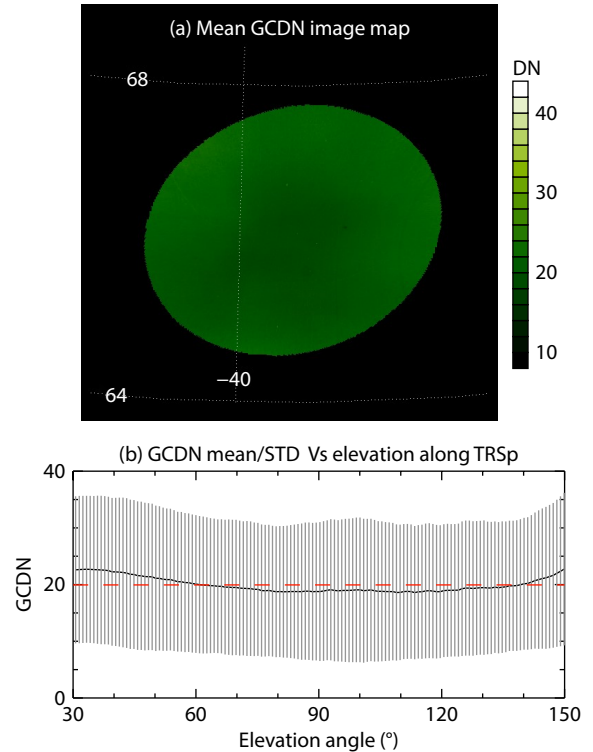 (a) Mean GCDN image map
DN
68
40
30
20
10
−40
64
(b) GCDN mean/STD Vs elevation along TRSp
40
20
0
GCDN
30 60 90 120 150
Elevation angle (°)